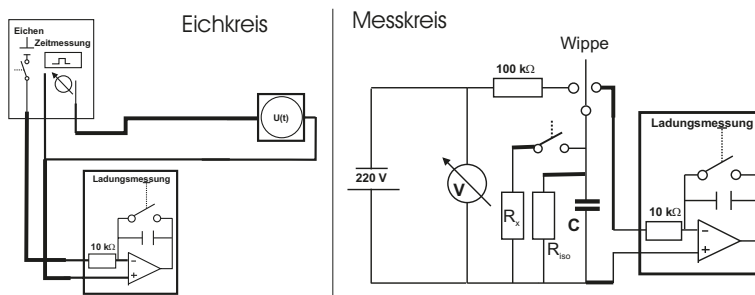 Eichkreis
Eichen
Zeitmessung
U(t)
Ladungsmessung
10 kΩ
−
+
Messkreis
Wippe
100 kΩ
220 V
V
Rx
Riso
C
Ladungsmessung
10 kΩ
−
+